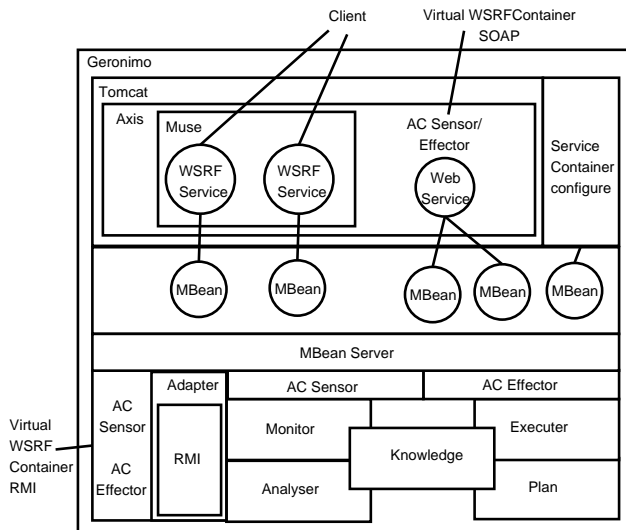 Client
Virtual WSRFContainer
SOAP
Geronimo
Tomcat
Axis
Muse
AC Sensor/
Effector
WSRF
Service
WSRF
Service
Web
Service
Service
Container
configure
MBean
MBean
MBean
MBean
MBean
MBean Server
AC
Sensor
AC
Effector
Adapter
RMI
AC Sensor
AC Effector
Monitor
Executer
Knowledge
Analyser
Plan
Virtual
WSRF
Container
RMI